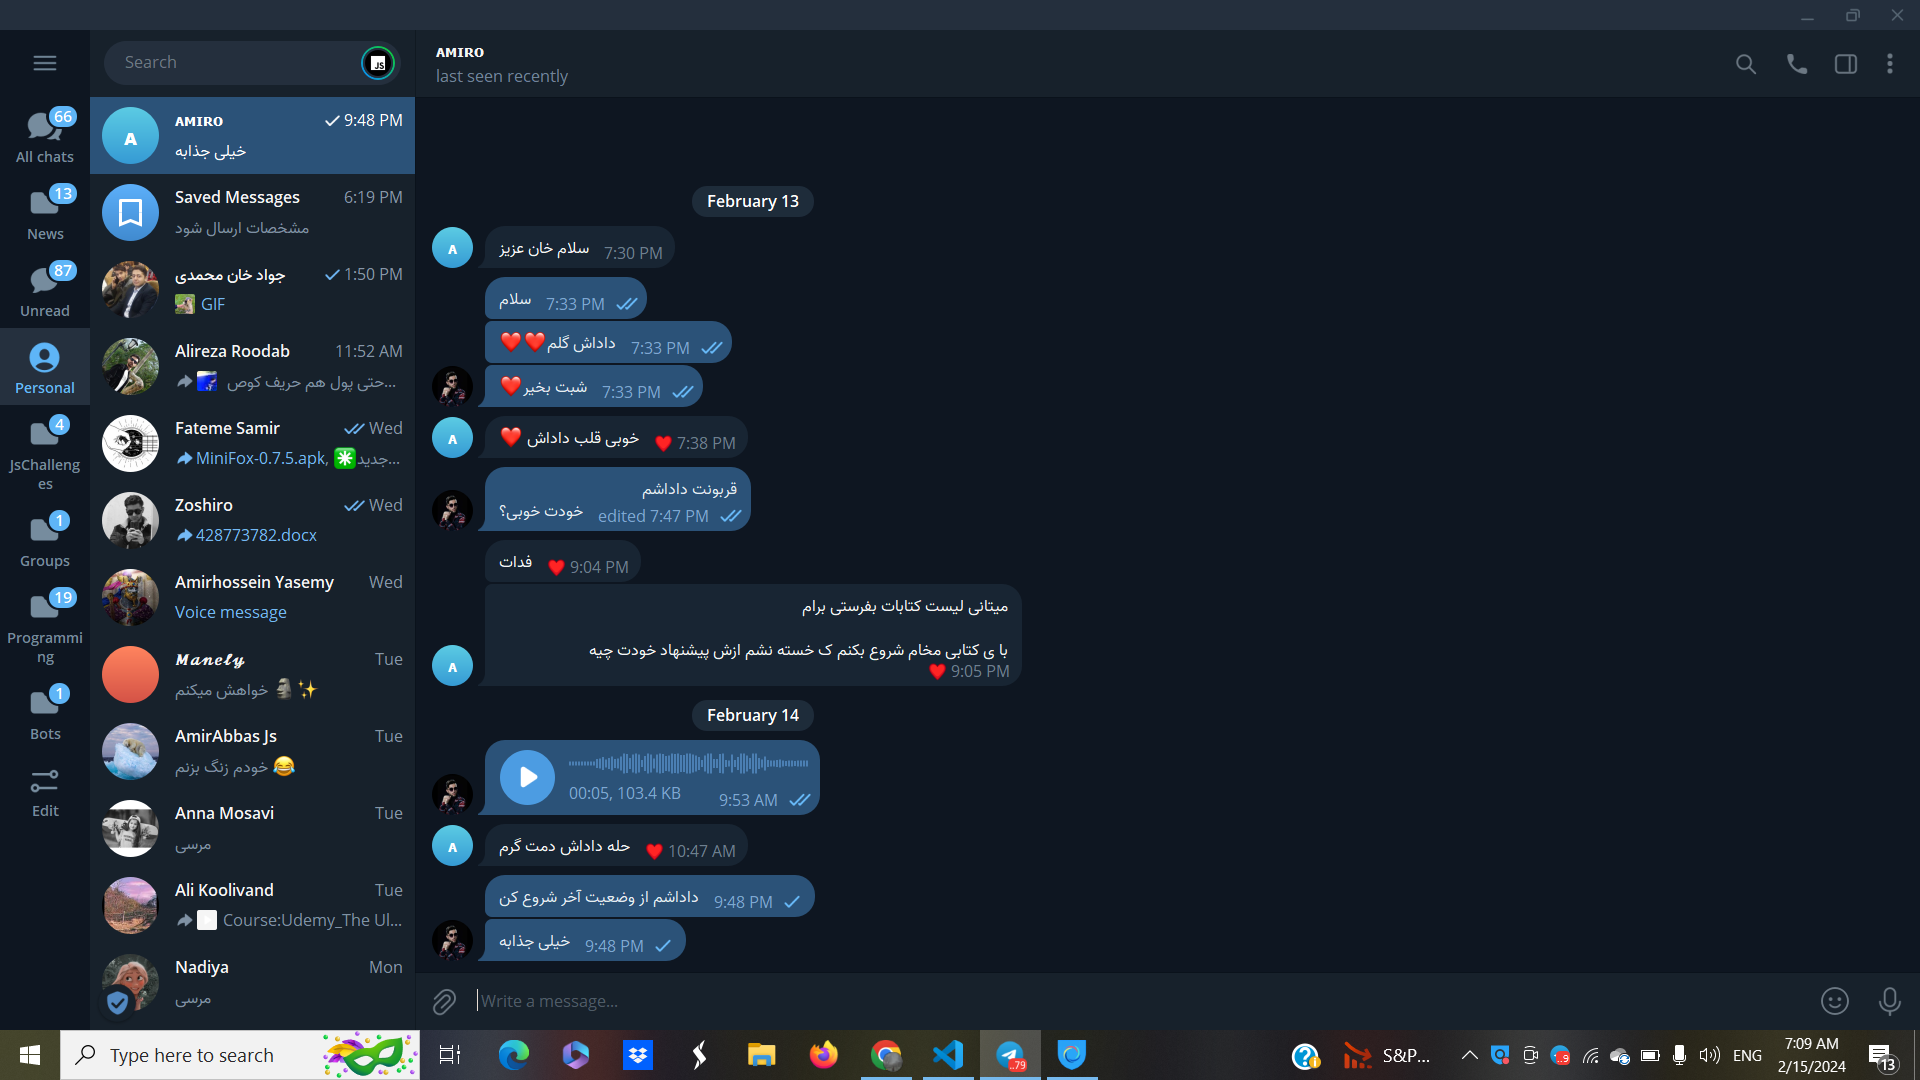 Search
66
All chats
13
News
87
Unread
Personal
4
JsChalleng
es
1
Groups
19
Programmi
ng
1
Bots
Edit
A
AMIRO
9:48 PM
خیلی جذابه
Saved Messages
6:19 PM
مشخصات ارسال شود
جواد خان محمدی
1:50 PM
GIF
Alireza Roodab
11:52 AM
حتی پول هم حریف کوص...
Fateme Samir
Wed
MiniFox-0.7.5.apk, ✳️جدید...
Zoshiro
Wed
428773782.docx
Amirhossein Yasemy
Wed
Voice message
𝑴𝒂𝒏𝒆𝒍𝒚
Tue
خواهش میکنم 🗿✨
AmirAbbas Js
Tue
خودم زنگ بزنم 😂
Anna Mosavi
Tue
مرسی
Ali Koolivand
Tue
Course:Udemy_The Ul...
Nadiya
Mon
مرسی
AMIRO
last seen recently
February 13
A
سلام خان عزیز 7:30 PM
سلام 7:33 PM
داداش گلم❤️❤️ 7:33 PM
شبت بخیر❤️ 7:33 PM
A
خوبی قلب داداش ❤️ ❤️ 7:38 PM
قربونت داداشم
خودت خوبی؟ edited 7:47 PM
فدات ❤️ 9:04 PM
میتانی لیست کتابات بفرستی برام
با ی کتابی مخام شروع بکنم ک خسته نشم ازش پیشنهاد خودت چیه
❤️ 9:05 PM
A
February 14
00:05, 103.4 KB
9:53 AM
A
حله داداش دمت گرم ❤️ 10:47 AM
داداشم از وضعیت آخر شروع کن 9:48 PM
خیلی جذابه 9:48 PM
Write a message...
Type here to search
..79
S&P...
..9
ENG
7:09 AM
2/15/2024
13